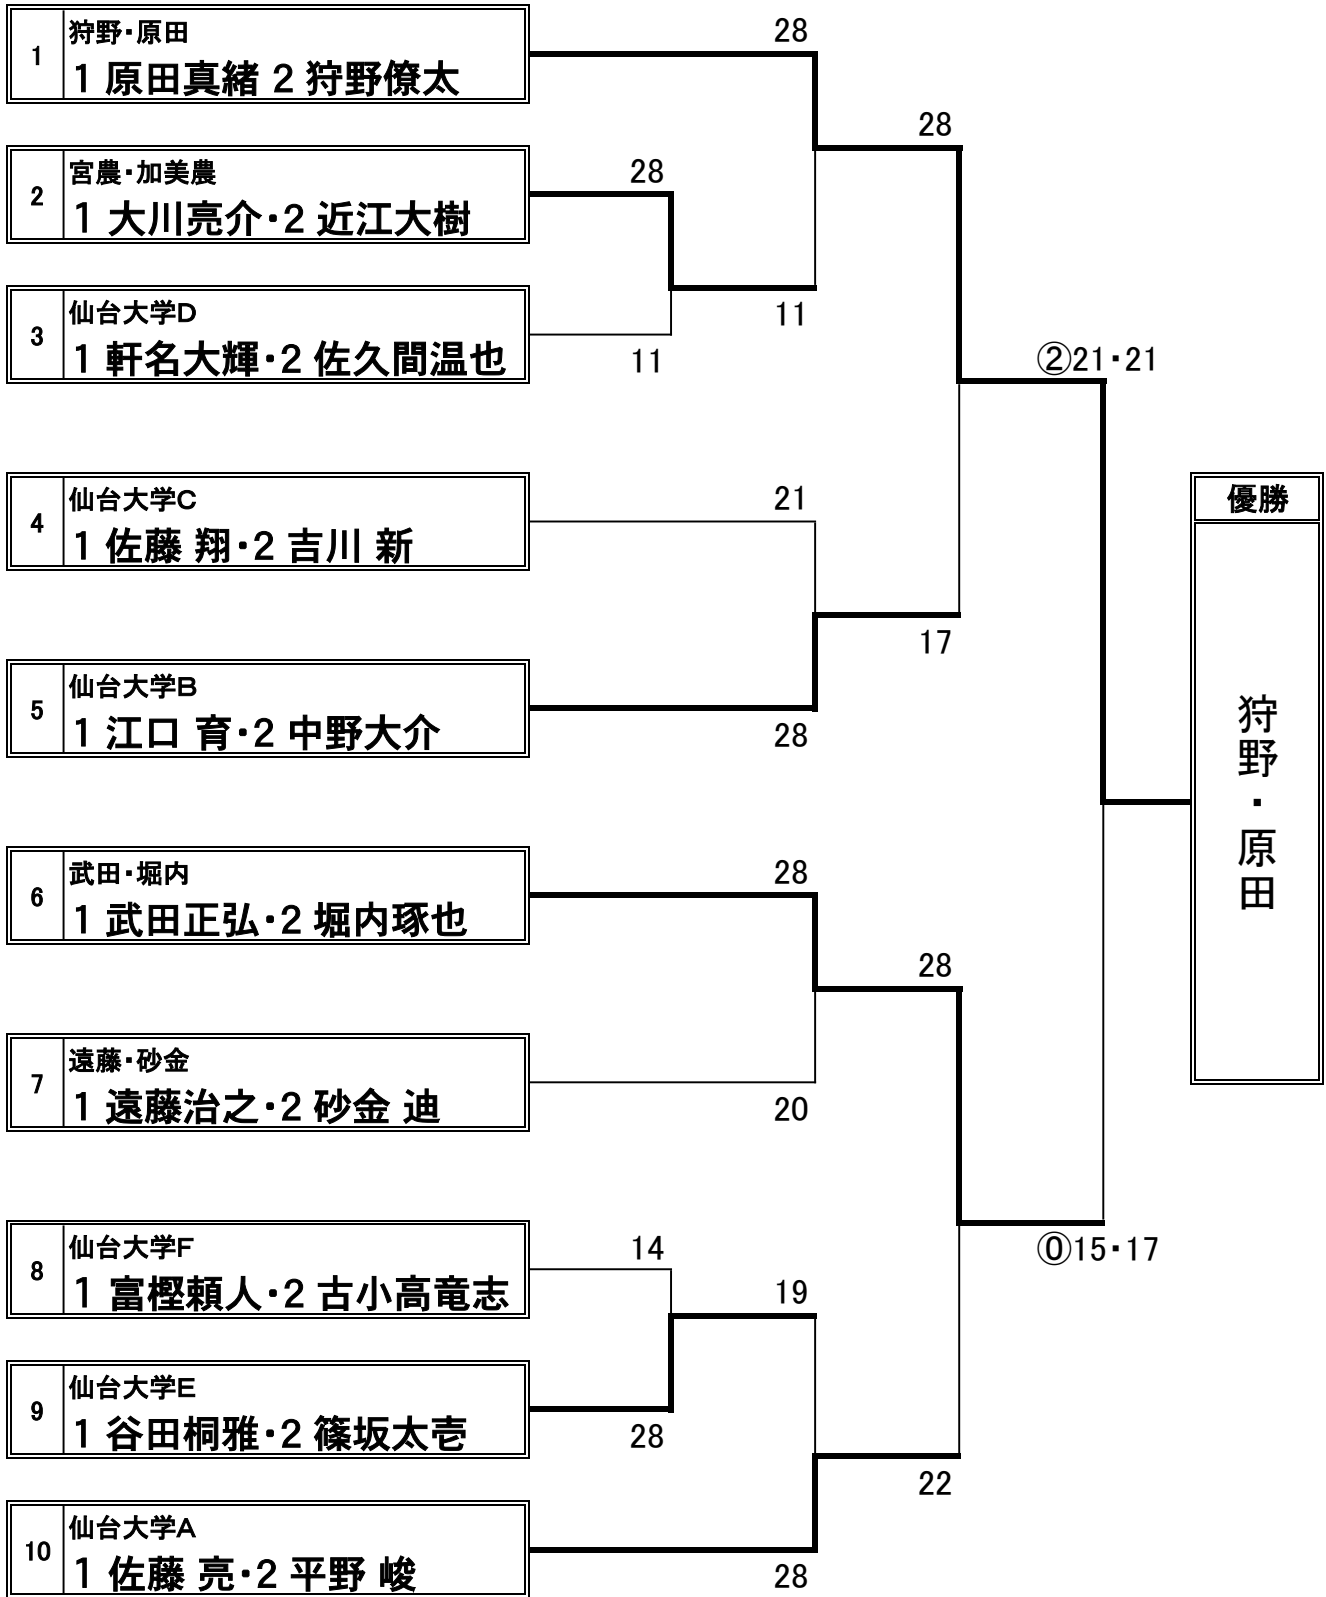 28
1
狩野・原田
1 原田真緒 2 狩野僚太
28
2
宮農・加美農
1 大川亮介・2 近江大樹
28
3
仙台大学D
1 軒名大輝・2 佐久間温也
11
11
②21・21
4
仙台大学C
1 佐藤 翔・2 吉川 新
21
優勝
狩野・原田
17
5
仙台大学B
1 江口 育・2 中野大介
28
6
武田・堀内
1 武田正弘・2 堀内琢也
28
28
7
遠藤・砂金
1 遠藤治之・2 砂金 迪
20
8
仙台大学F
1 富樫頼人・2 古小高竜志
14
⓪15・17
19
9
仙台大学E
1 谷田桐雅・2 篠坂太壱
28
22
10
仙台大学A
1 佐藤 亮・2 平野 峻
28